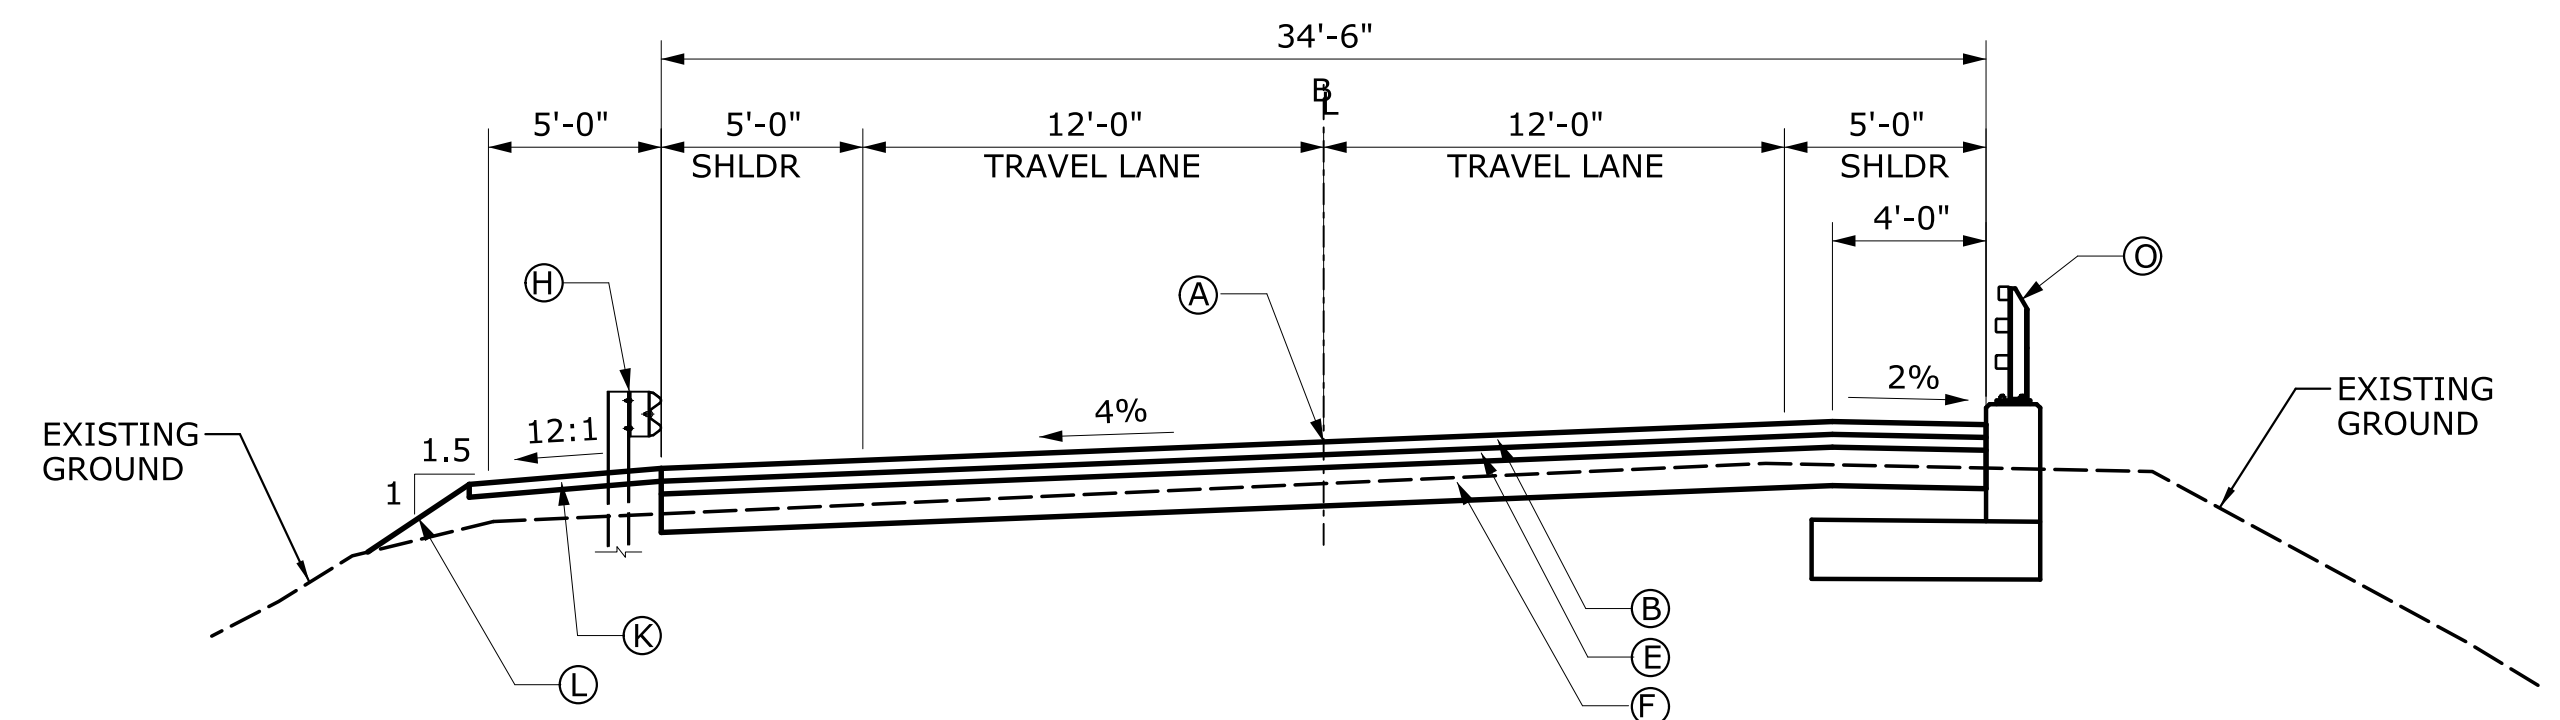 34'-6"
B
L
5'-0"
5'-0"
12'-0"
12'-0"
5'-0"
SHLDR
TRAVEL LANE
TRAVEL LANE
SHLDR
4'-0"
O
H
A
2%
EXISTING
GROUND
4%
12:1
EXISTING
GROUND
1.5
1
B
K
E
L
F